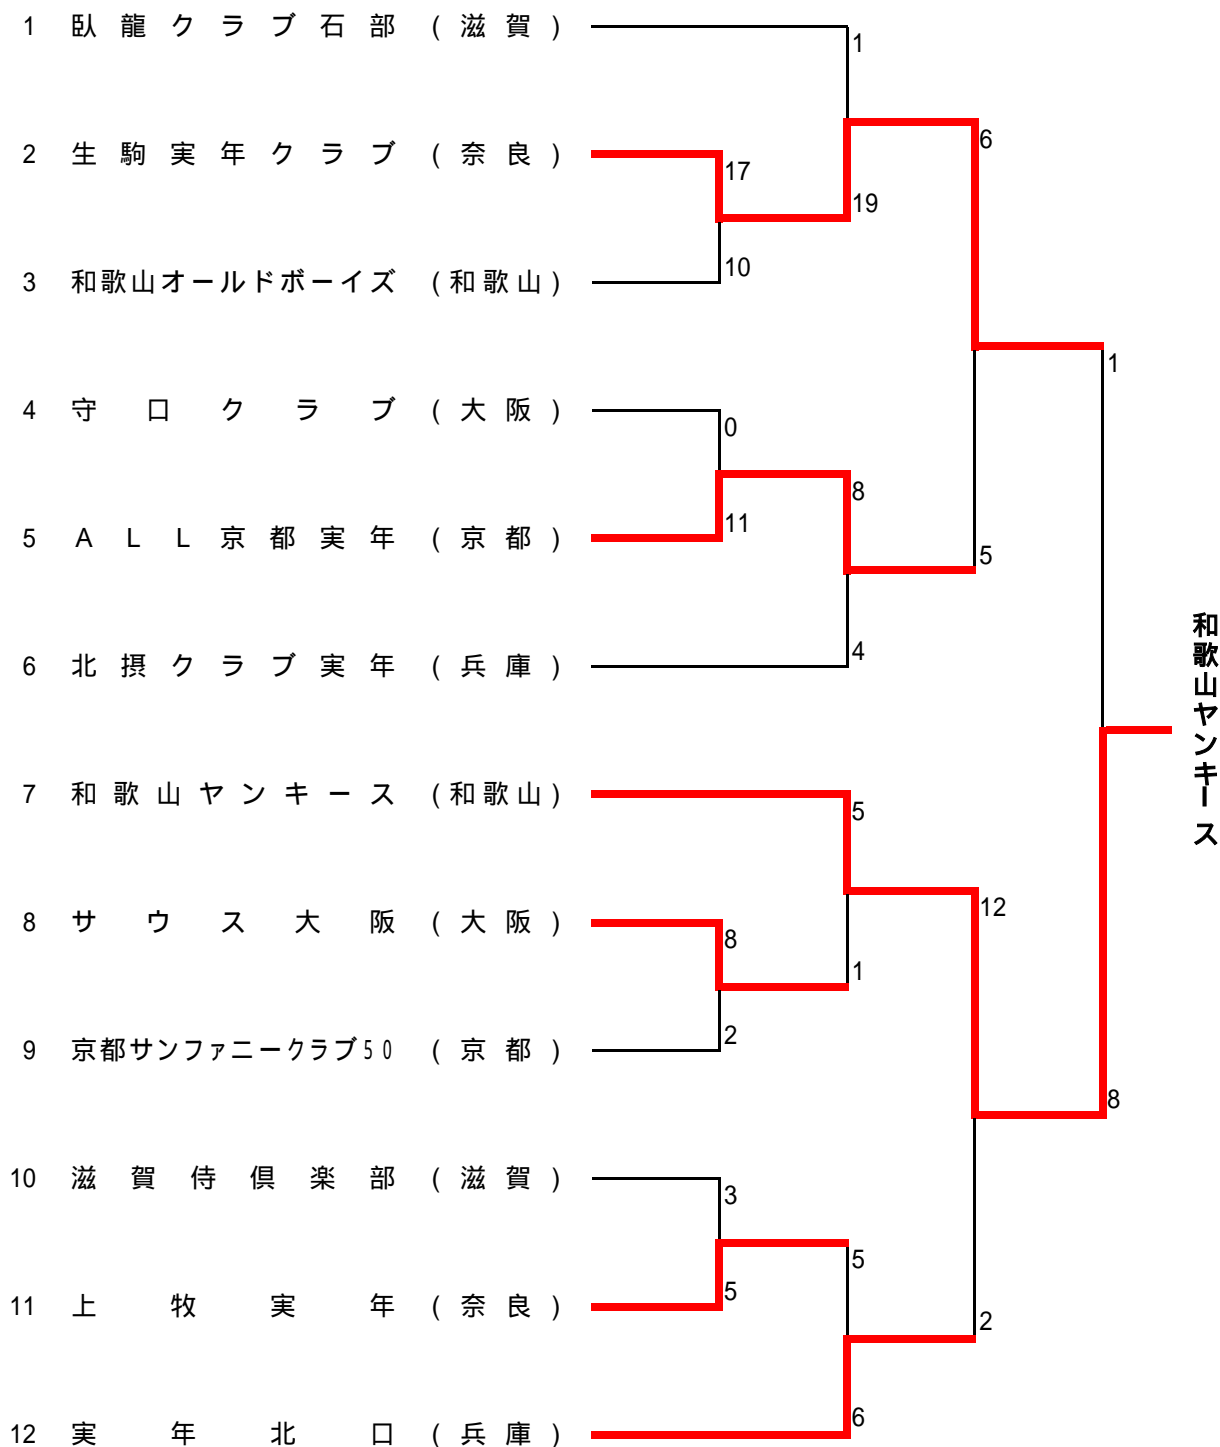 1 臥龍クラブ石部 (滋賀)
1
6
2 生駒実年クラブ (奈良)
17
19
3 和歌山オールドボーイズ (和歌山)
10
1
4 守口クラブ (大阪)
0
8
5 ALL京都実年 (京都)
11
5
6 北摂クラブ実年 (兵庫)
4
和歌山ヤンキース
7 和歌山ヤンキース (和歌山)
5
12
8 サウス大阪 (大阪)
8
1
9 京都サンファニークラブ50 (京都)
2
8
10 滋賀侍倶楽部 (滋賀)
3
5
11 上牧実年 (奈良)
5
2
12 実年北口 (兵庫)
6